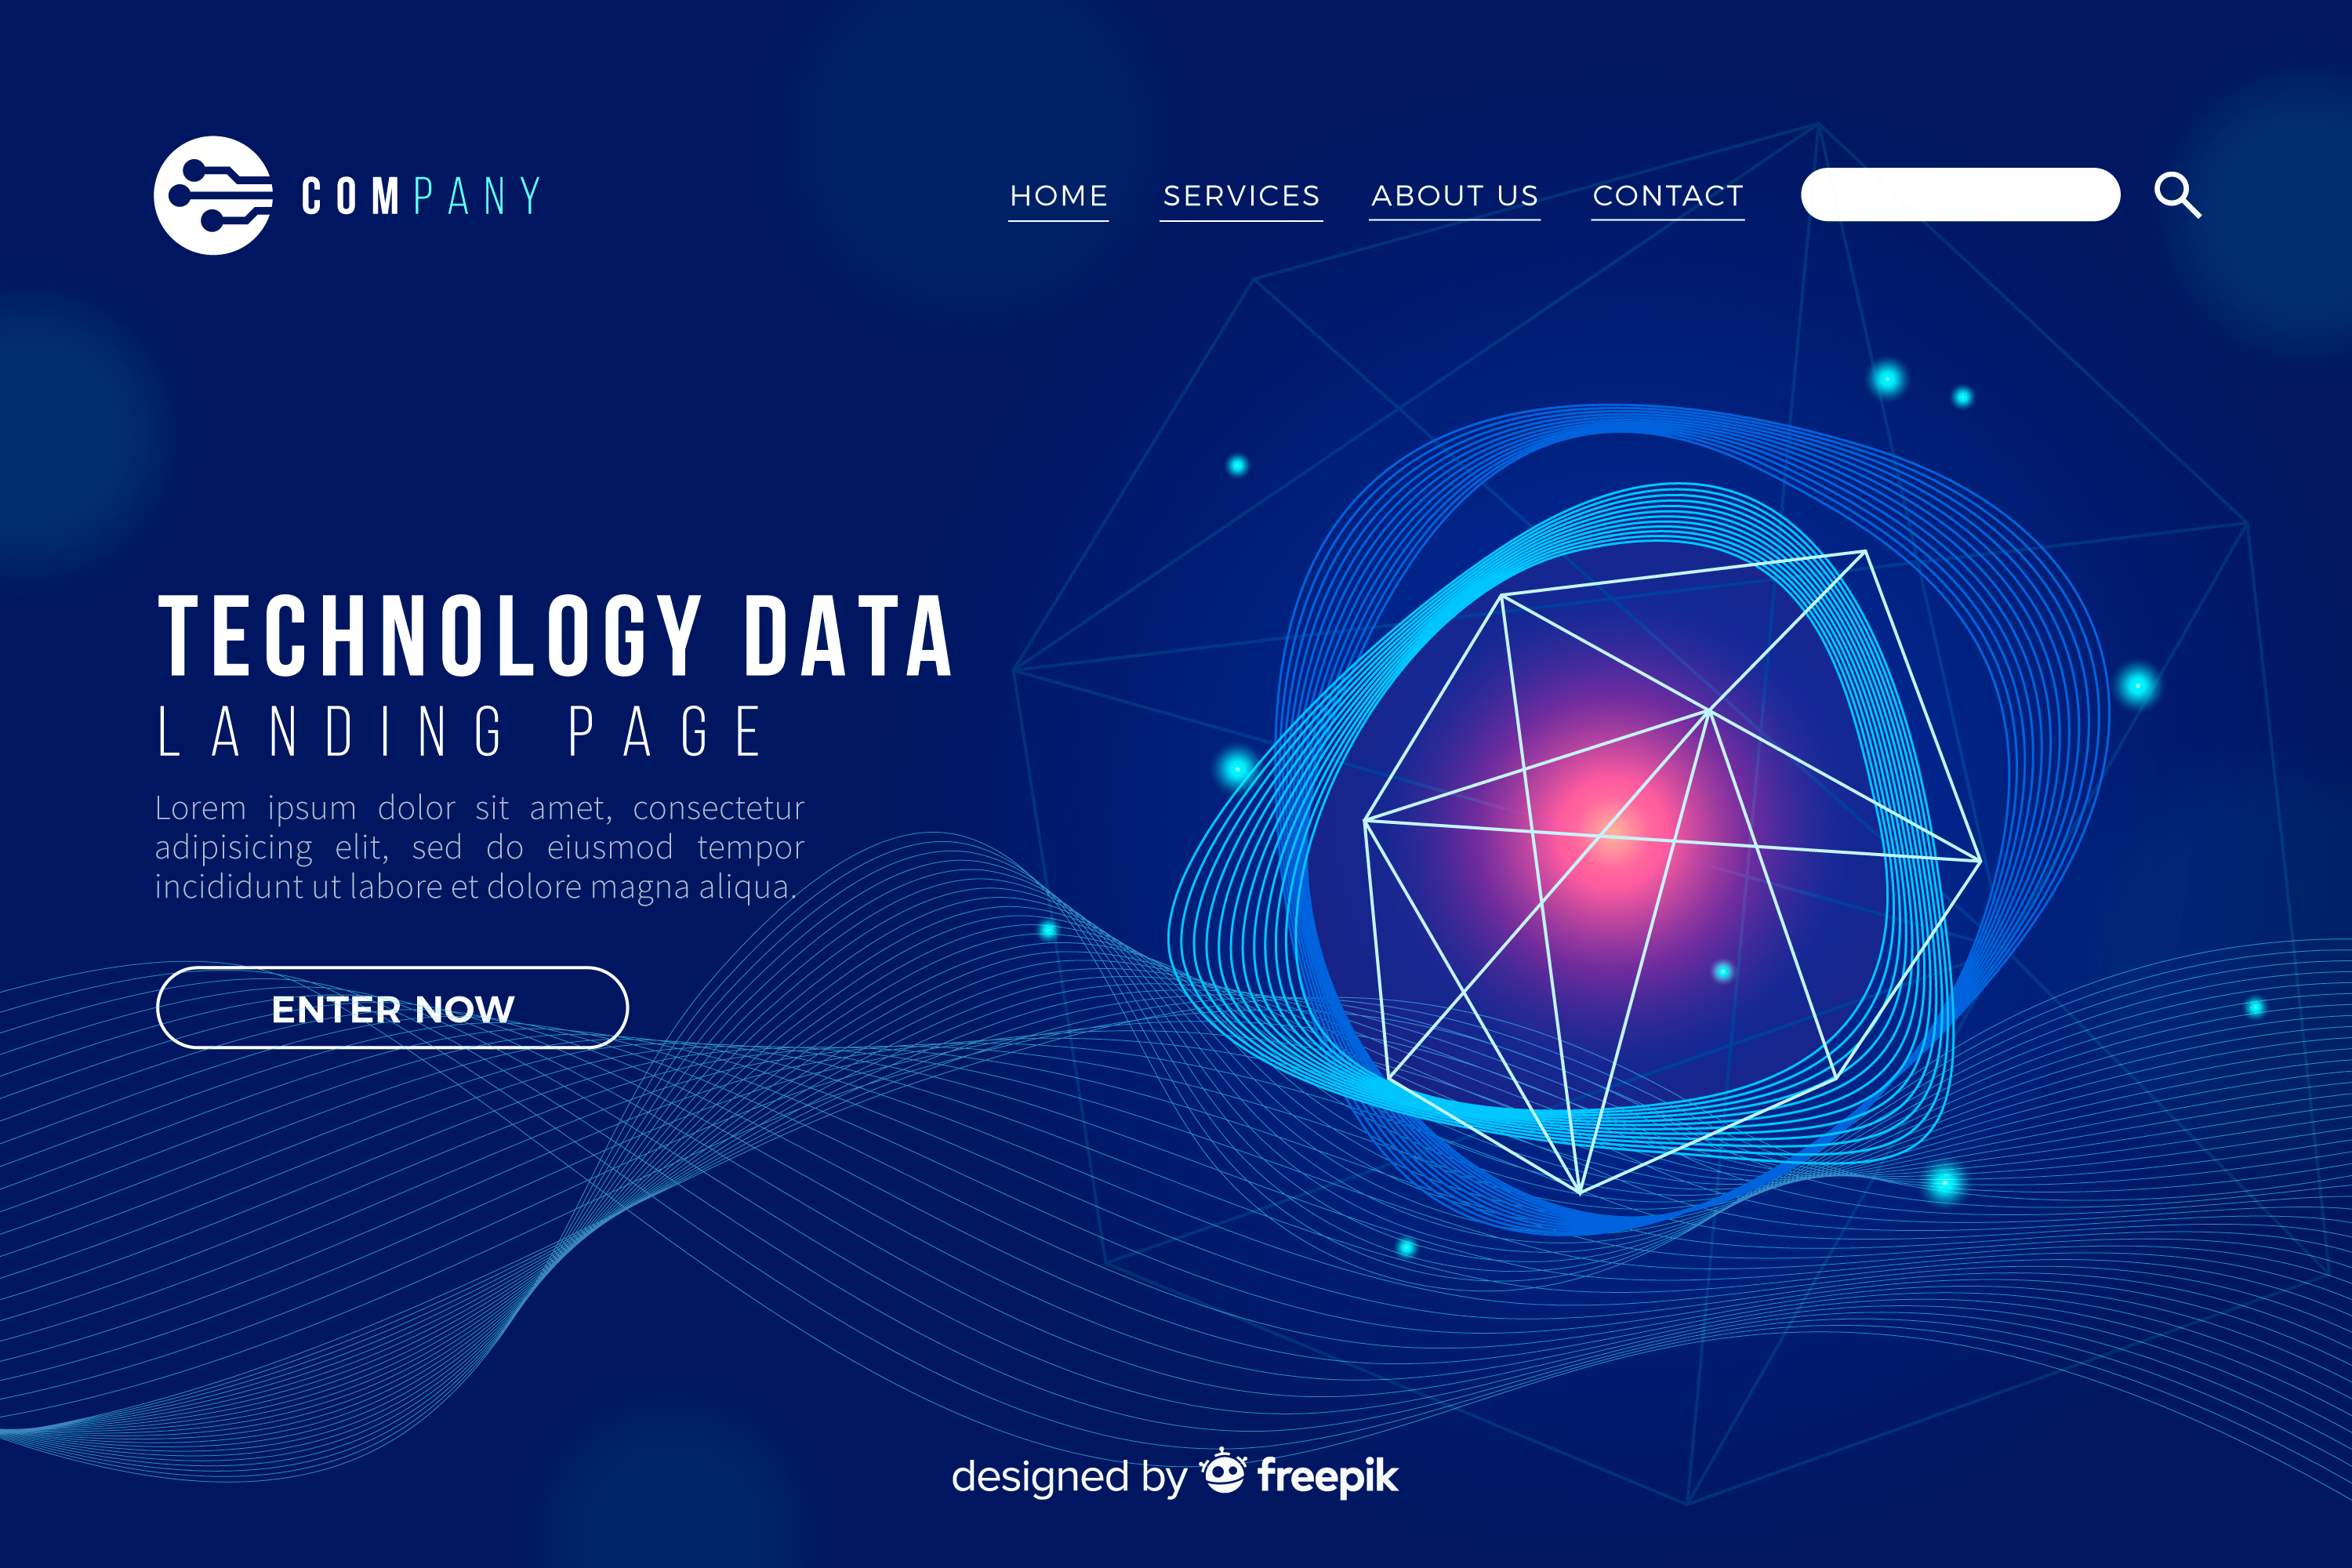 COMPANY
HOME SERVICES ABOUT US CONTACT
TECHNOLOGY DATA
LANDING PAGE
Lorem ipsum dolor sit amet, consectetur
adipisicing elit, sed do eiusmod tempor
incididunt ut labore et dolore magna aliqua.
ENTER NOW
designed by freepik